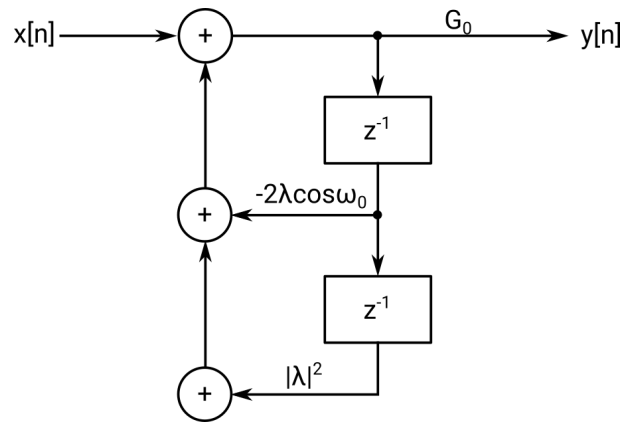 x[n] + G₀ y[n]
z⁻¹
-2λcosω₀
+
z⁻¹
|λ|²
+